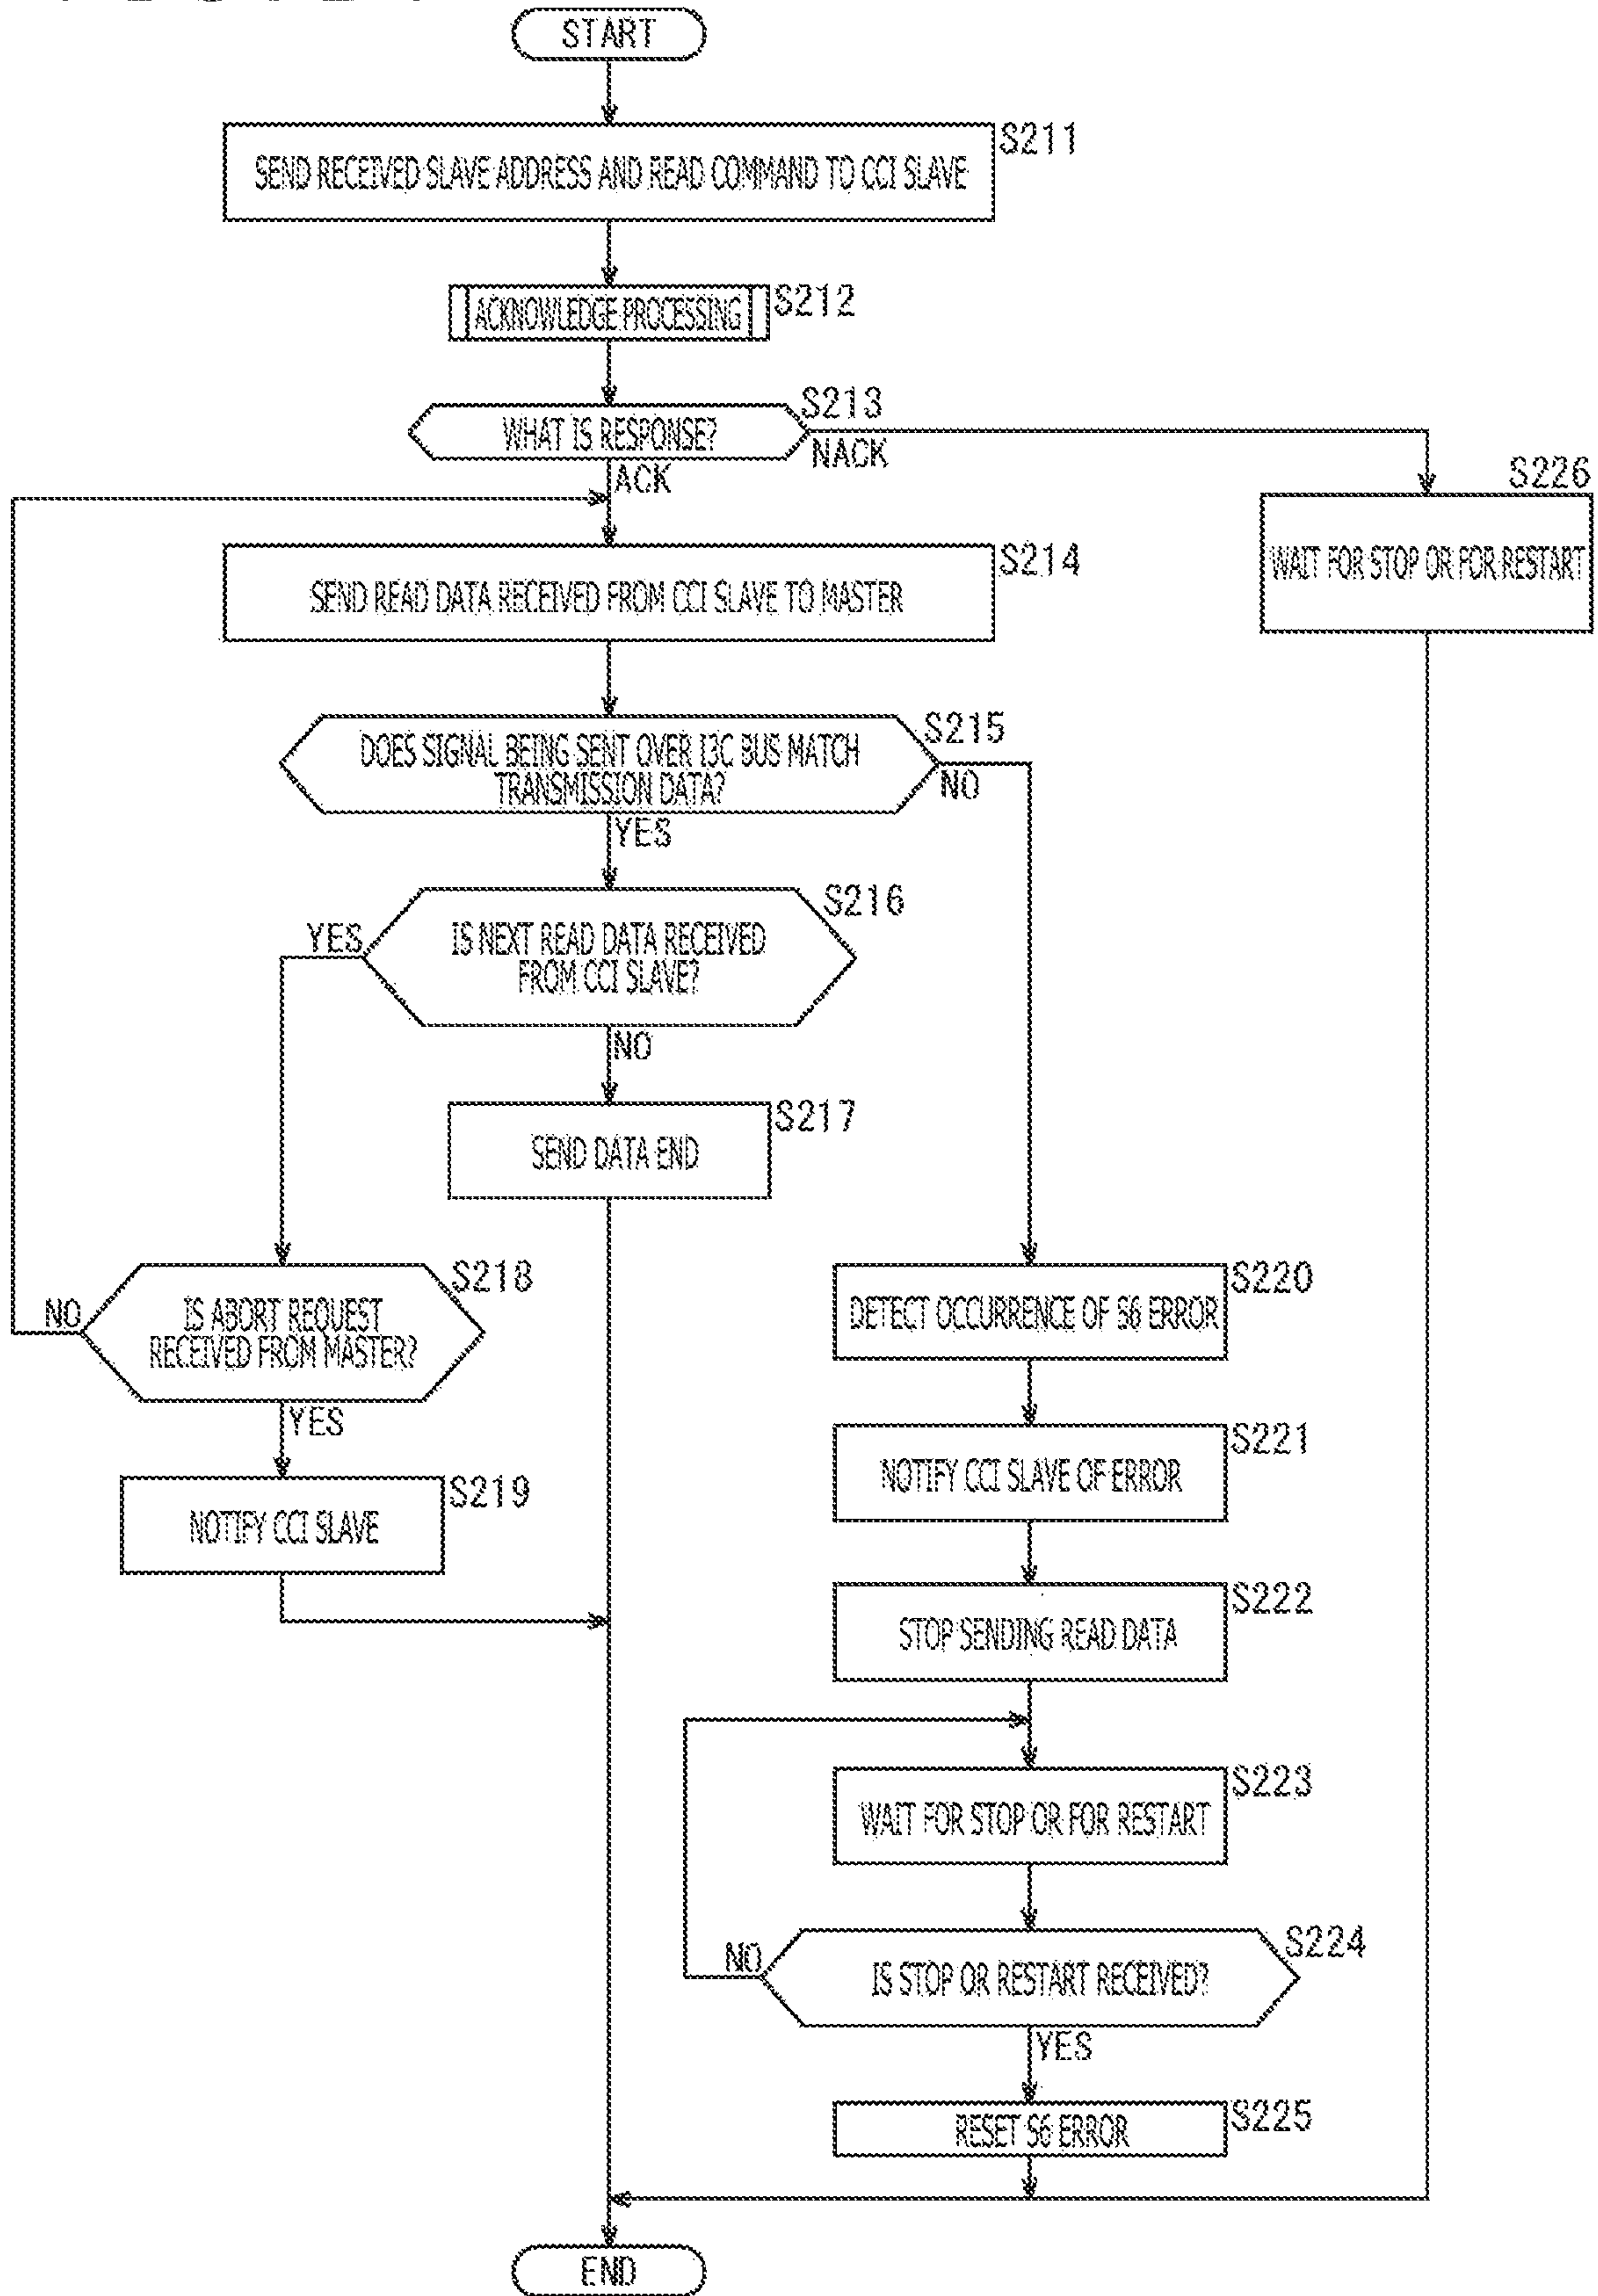 START
S211
SEND RECEIVED SLAVE ADDRESS AND READ COMMAND TO CCI SLAVE
S212
ACKNOWLEDGE PROCESSING
S213
WHAT IS RESPONSE?
NACK
ACK
S226
WAIT FOR STOP OR FOR RESTART
S214
SEND READ DATA RECEIVED FROM CCI SLAVE TO MASTER
S215
DOES SIGNAL BEING SENT OVER I3C BUS MATCH
TRANSMISSION DATA?
NO
YES
S216
YES
IS NEXT READ DATA RECEIVED
FROM CCI SLAVE?
NO
S217
SEND DATA END
S218
NO
IS ABORT REQUEST
RECEIVED FROM MASTER?
YES
S219
NOTIFY CCI SLAVE
S220
DETECT OCCURRENCE OF S6 ERROR
S221
NOTIFY CCI SLAVE OF ERROR
S222
STOP SENDING READ DATA
S223
WAIT FOR STOP OR FOR RESTART
S224
NO
IS STOP OR RESTART RECEIVED?
YES
S225
RESET S6 ERROR
END